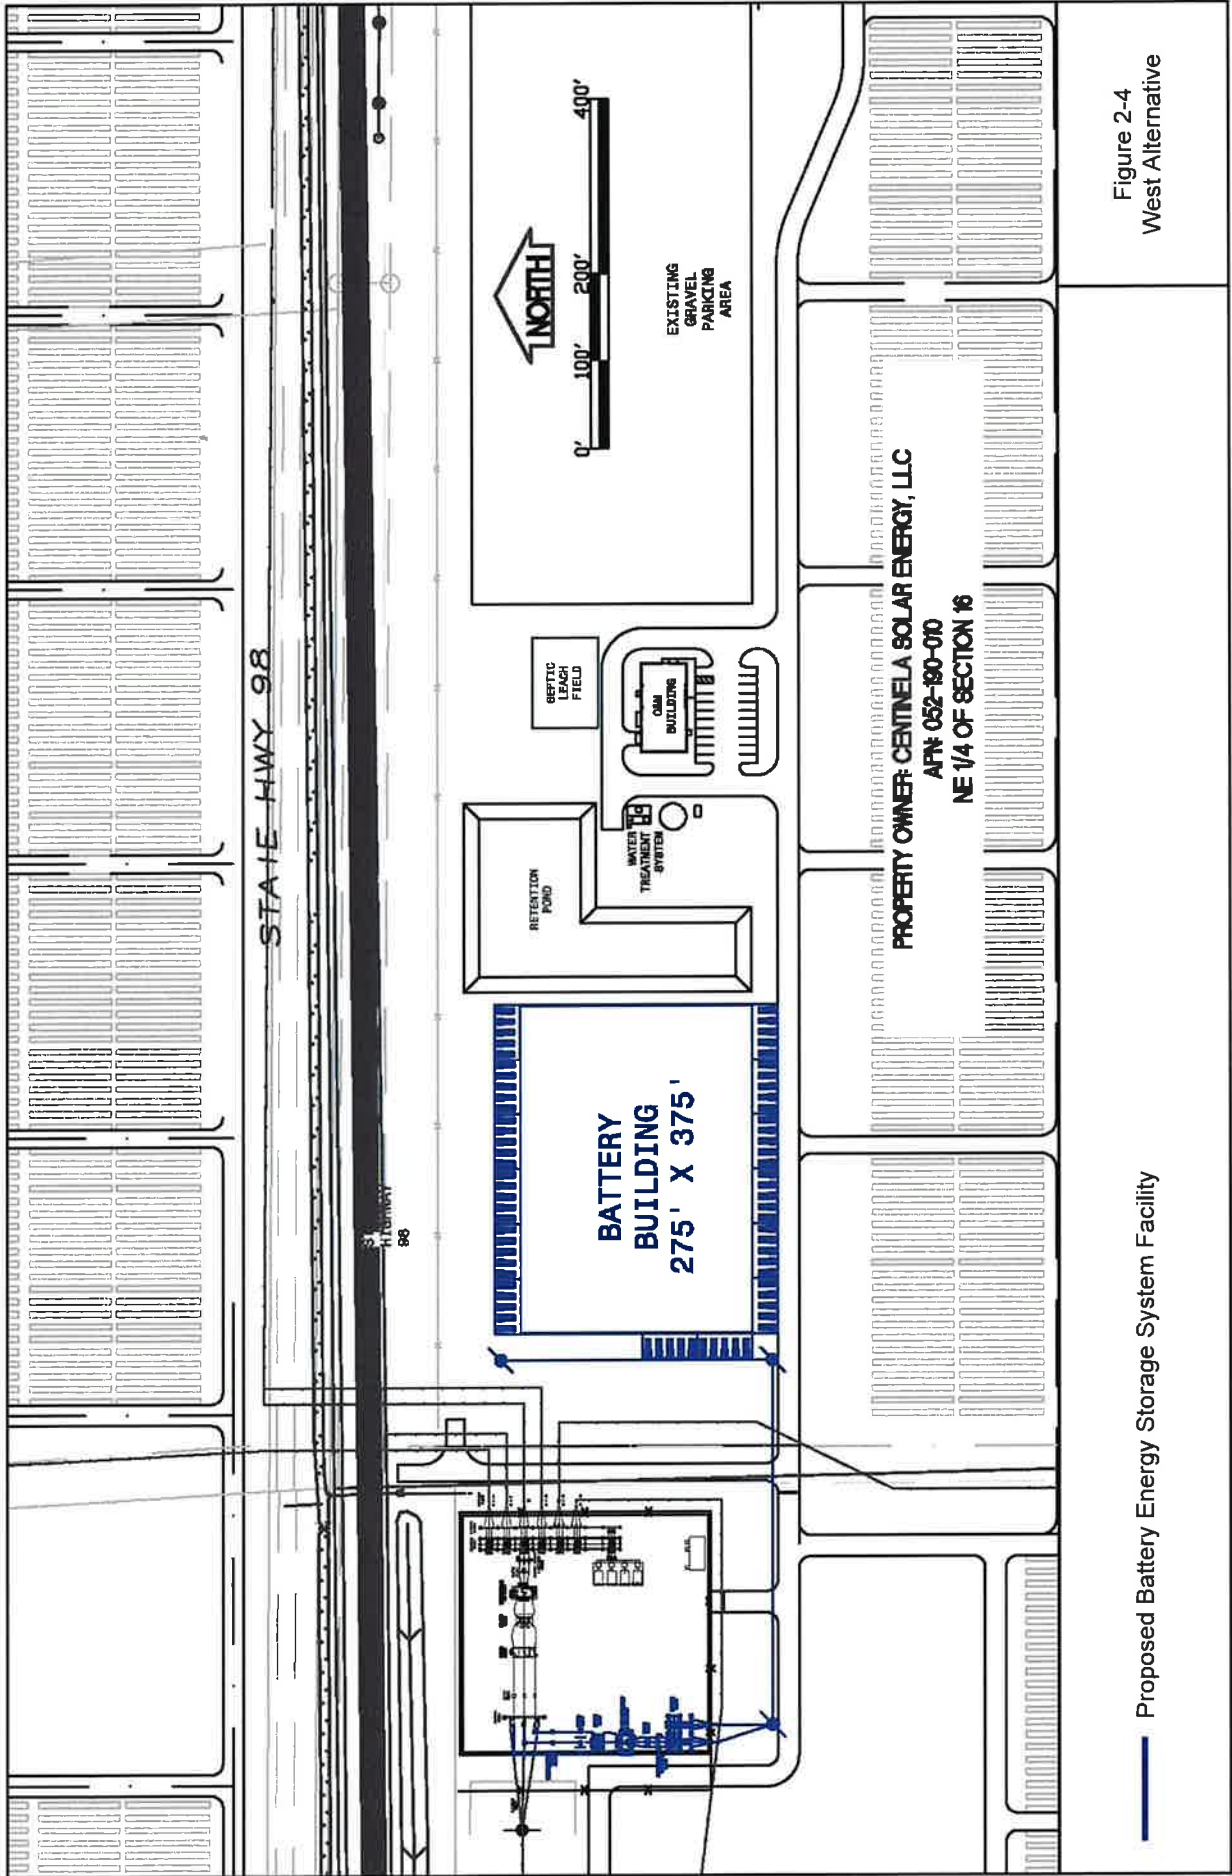 STATE HWY 98
HIGHWAY
98
NORTH
0'
100'
200'
400'
EXISTING
GRAVEL
PARKING
AREA
SEPTIC
LEACH
FIELD
O&M
BUILDING
RETENTION
POND
WATER
TREATMENT
SYSTEM
BATTERY
BUILDING
275' X 375'
PROPERTY OWNER: CENTINELA SOLAR ENERGY, LLC
APN: 052-190-010
NE 1/4 OF SECTION 16
Proposed Battery Energy Storage System Facility
Figure 2-4
West Alternative